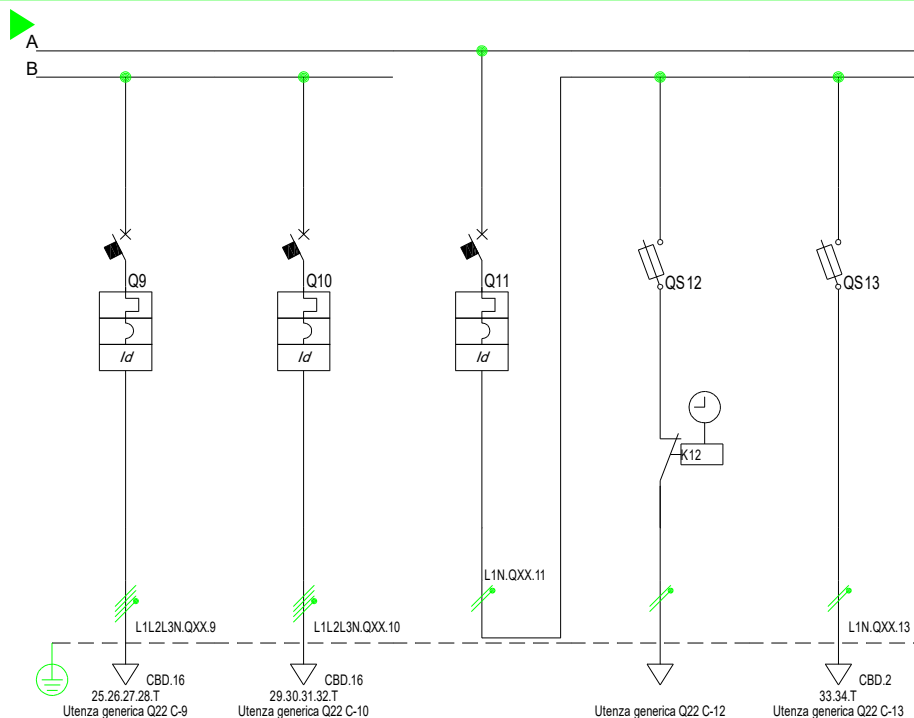 A
B
Q9
Q10
Q11
QS12
QS13
Id
Id
Id
K12
L1N.QXX.11
L1L2L3N.QXX.9
L1L2L3N.QXX.10
L1N.QXX.13
CBD.16
CBD.16
CBD.2
25.26.27.28.T
29.30.31.32.T
33.34.T
Utenza generica Q22 C-9
Utenza generica Q22 C-10
Utenza generica Q22 C-12
Utenza generica Q22 C-13